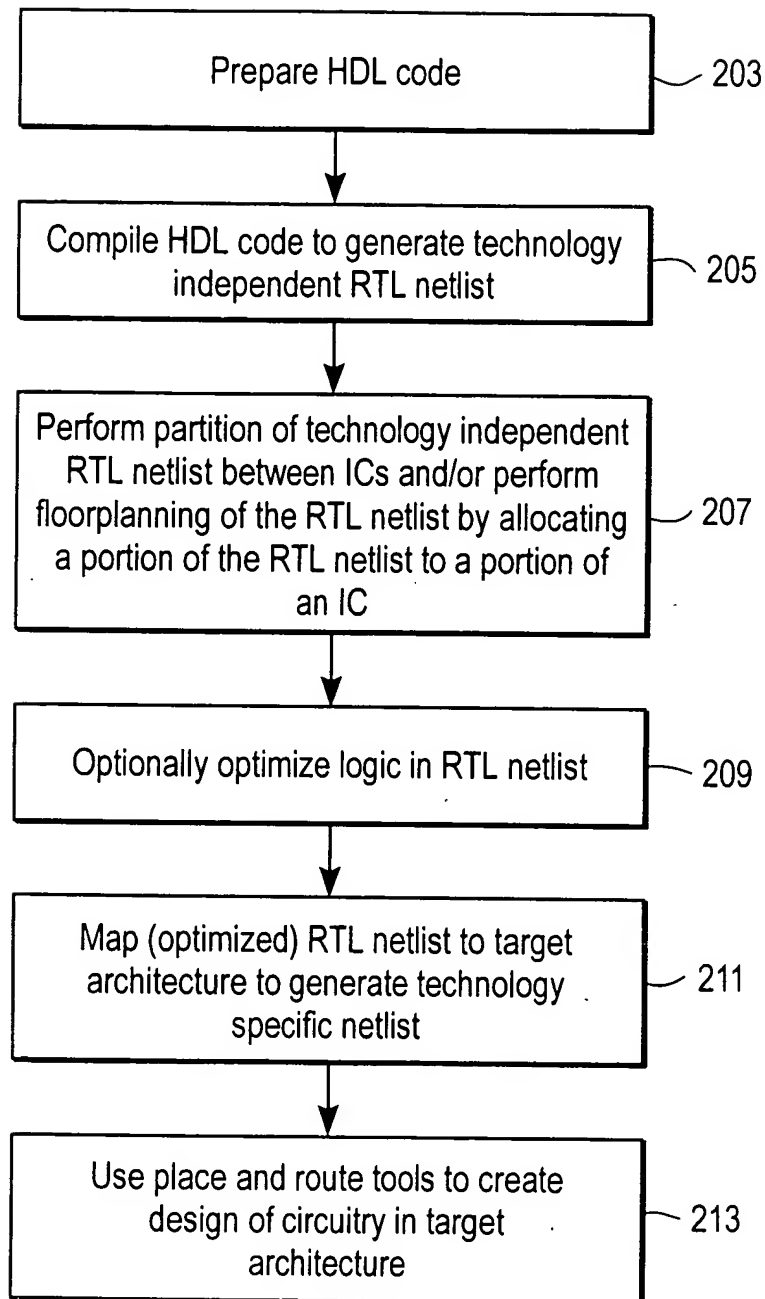 Prepare HDL code
203
Compile HDL code to generate technology
independent RTL netlist
205
Perform partition of technology independent
RTL netlist between ICs and/or perform
floorplanning of the RTL netlist by allocating
a portion of the RTL netlist to a portion of
an IC
207
Optionally optimize logic in RTL netlist
209
Map (optimized) RTL netlist to target
architecture to generate technology
specific netlist
211
Use place and route tools to create
design of circuitry in target
architecture
213